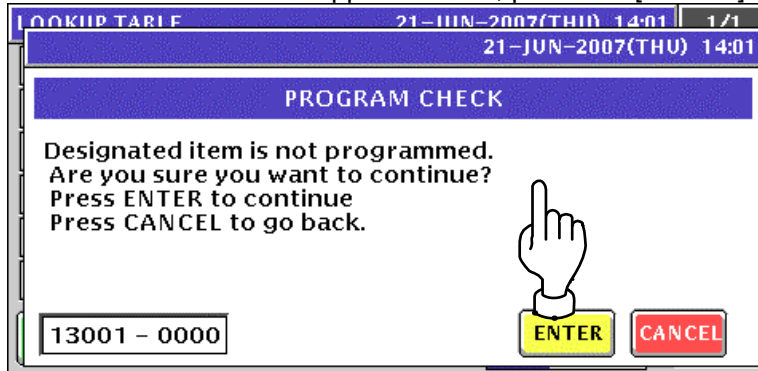 LOOKUP TABLE 21-JUN-2007(THU) 14:01 1/1
21-JUN-2007(THU) 14:01
PROGRAM CHECK
Designated item is not programmed.
Are you sure you want to continue?
Press ENTER to continue
Press CANCEL to go back.
13001 - 0000 ENTER CANCEL